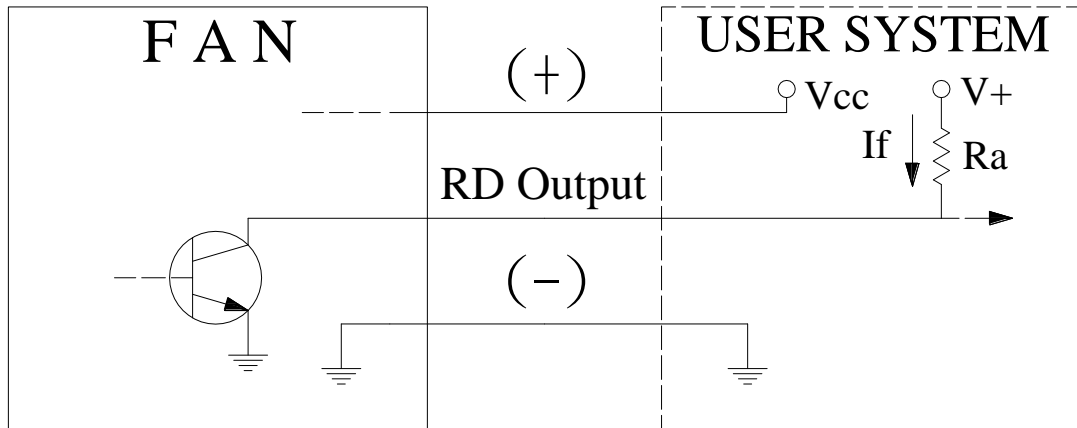 F A N
USER SYSTEM
(+)
Vcc
V+
If
Ra
RD Output
(-)